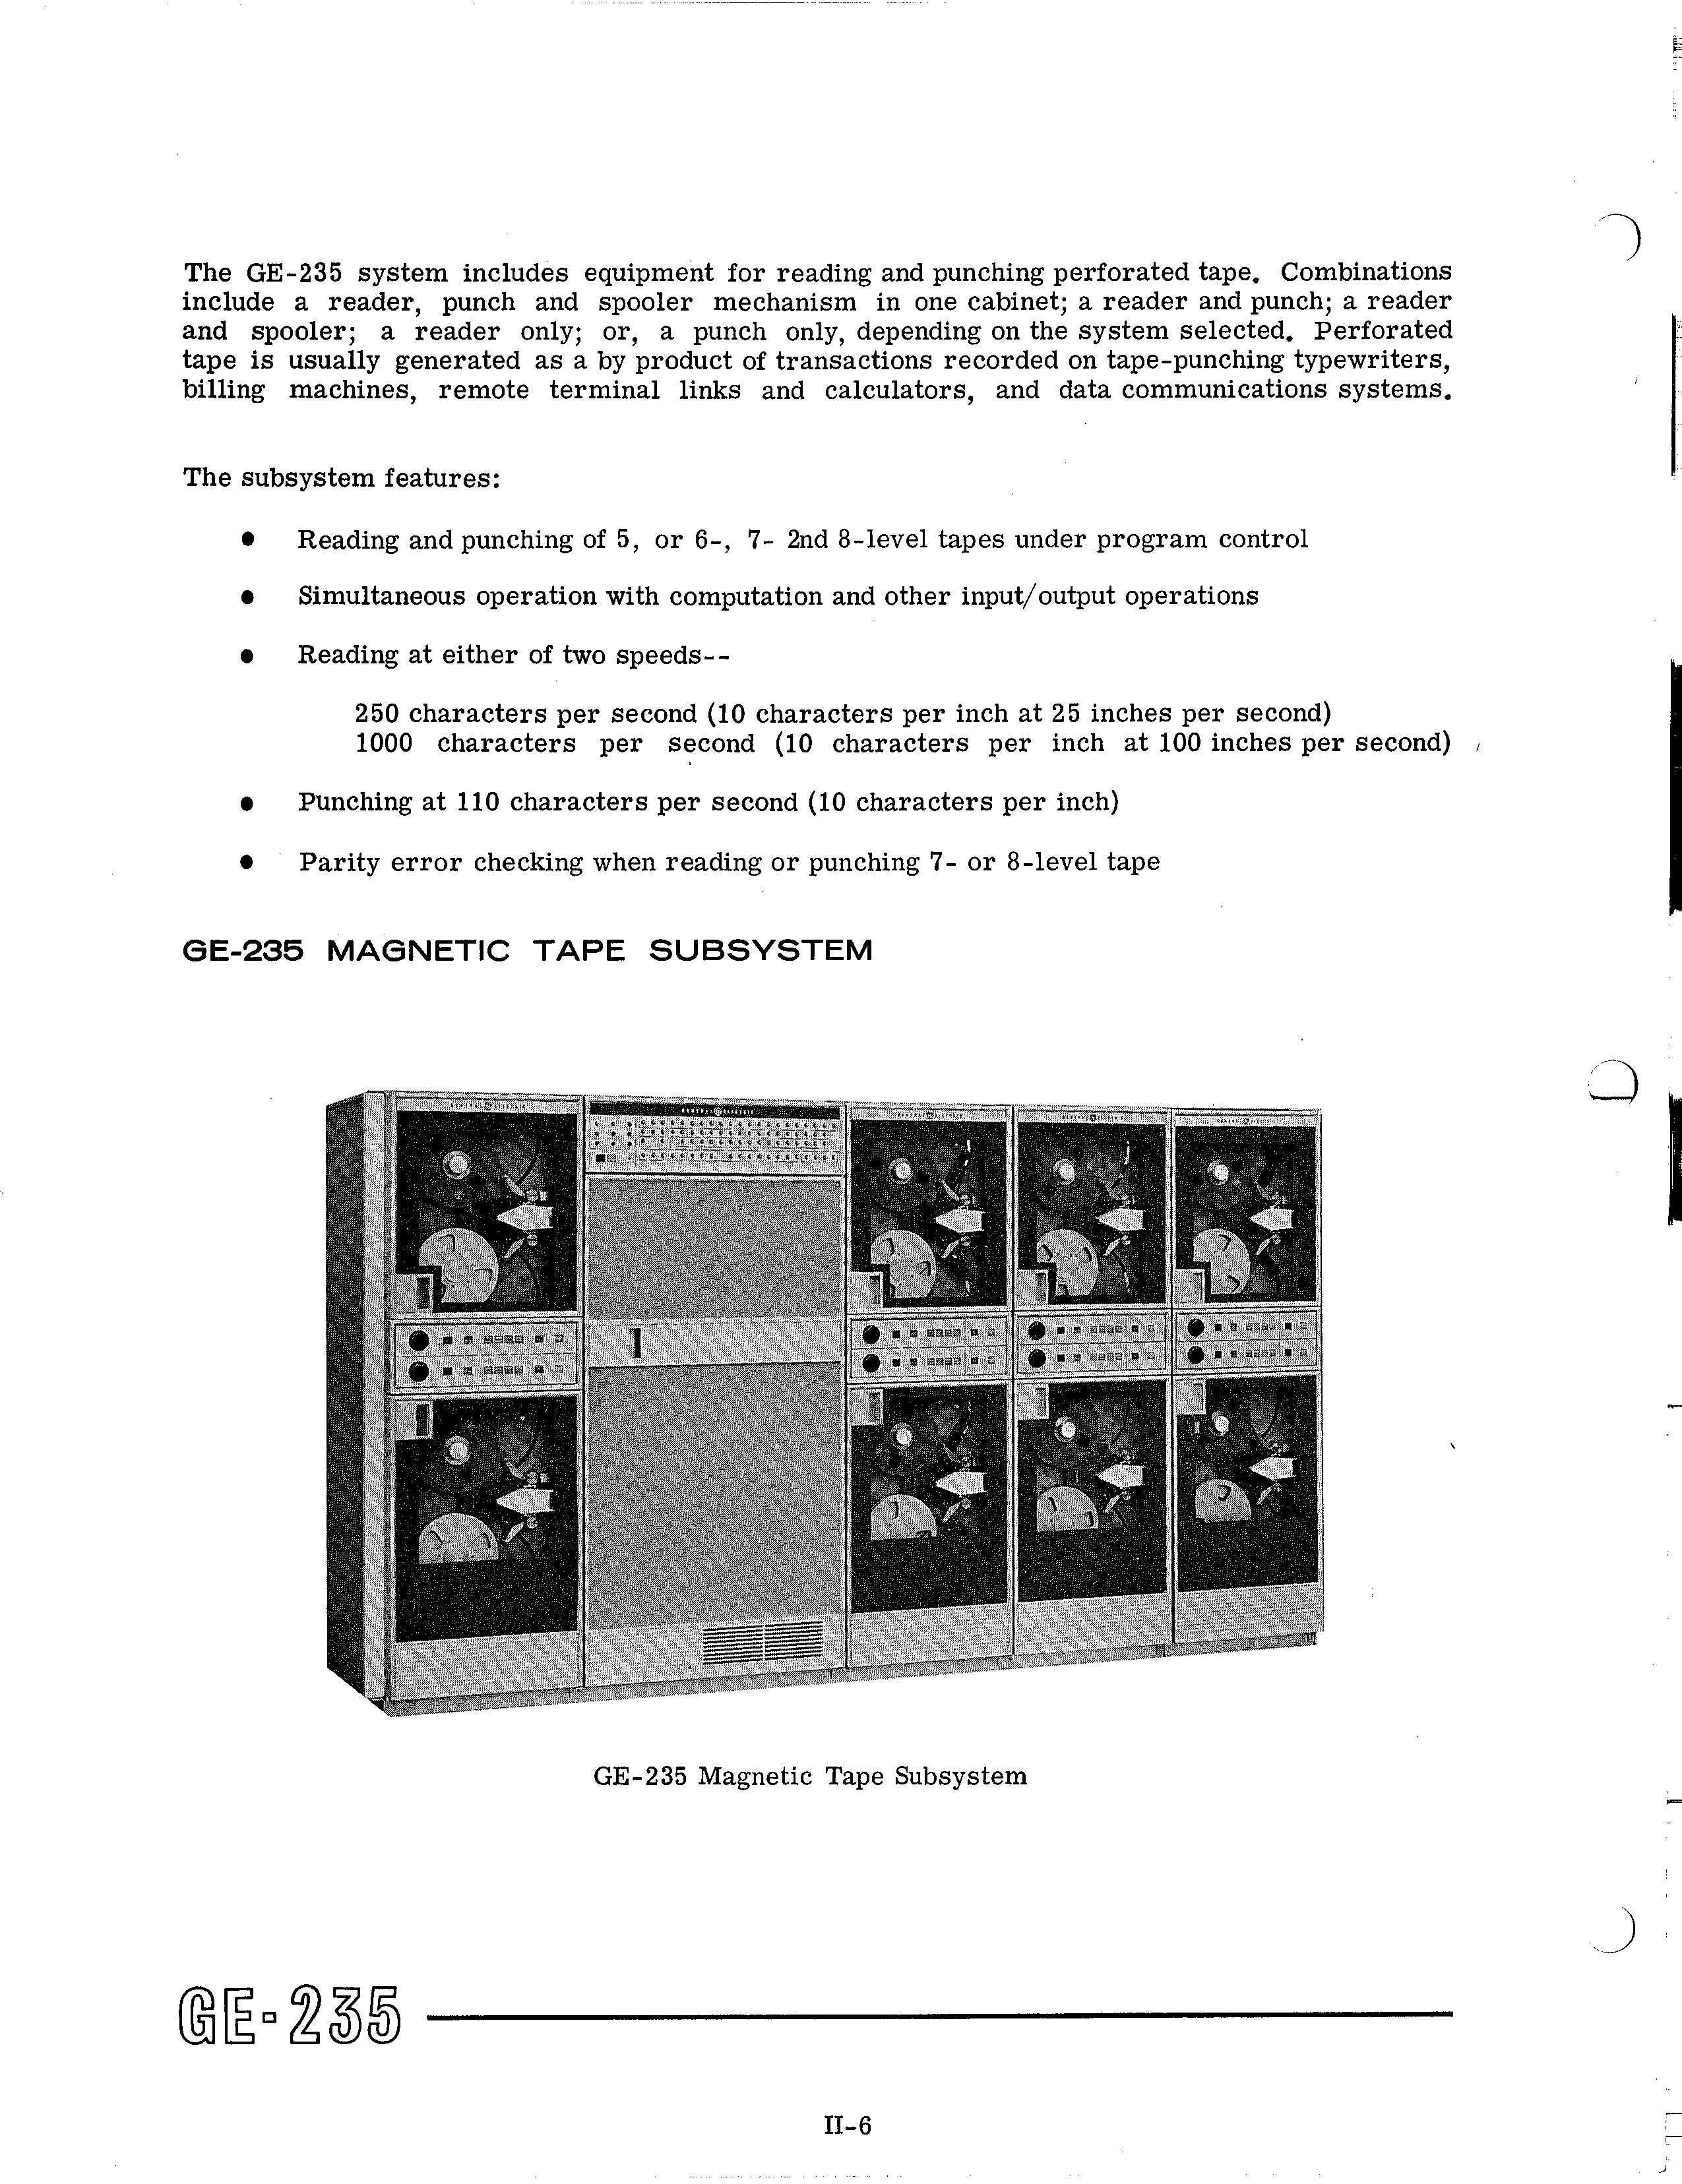 The GE-235 system includes equipment for reading and punching perforated tape. Combinations
include a reader, punch and spooler mechanism in one cabinet; a reader and punch; a reader
and spooler; a reader only; or, a punch only, depending on the system selected. Perforated
tape is usually generated as a by product of transactions recorded on tape-punching typewriters,
billing machines, remote terminal links and calculators, and data communications systems.
The subsystem features:
● Reading and punching of 5, or 6-, 7- 2nd 8-level tapes under program control
● Simultaneous operation with computation and other input/output operations
● Reading at either of two speeds--
250 characters per second (10 characters per inch at 25 inches per second)
1000 characters per second (10 characters per inch at 100 inches per second)
● Punching at 110 characters per second (10 characters per inch)
● Parity error checking when reading or punching 7- or 8-level tape
GE-235 MAGNETIC TAPE SUBSYSTEM
GE-235 Magnetic Tape Subsystem
GE-235
II-6